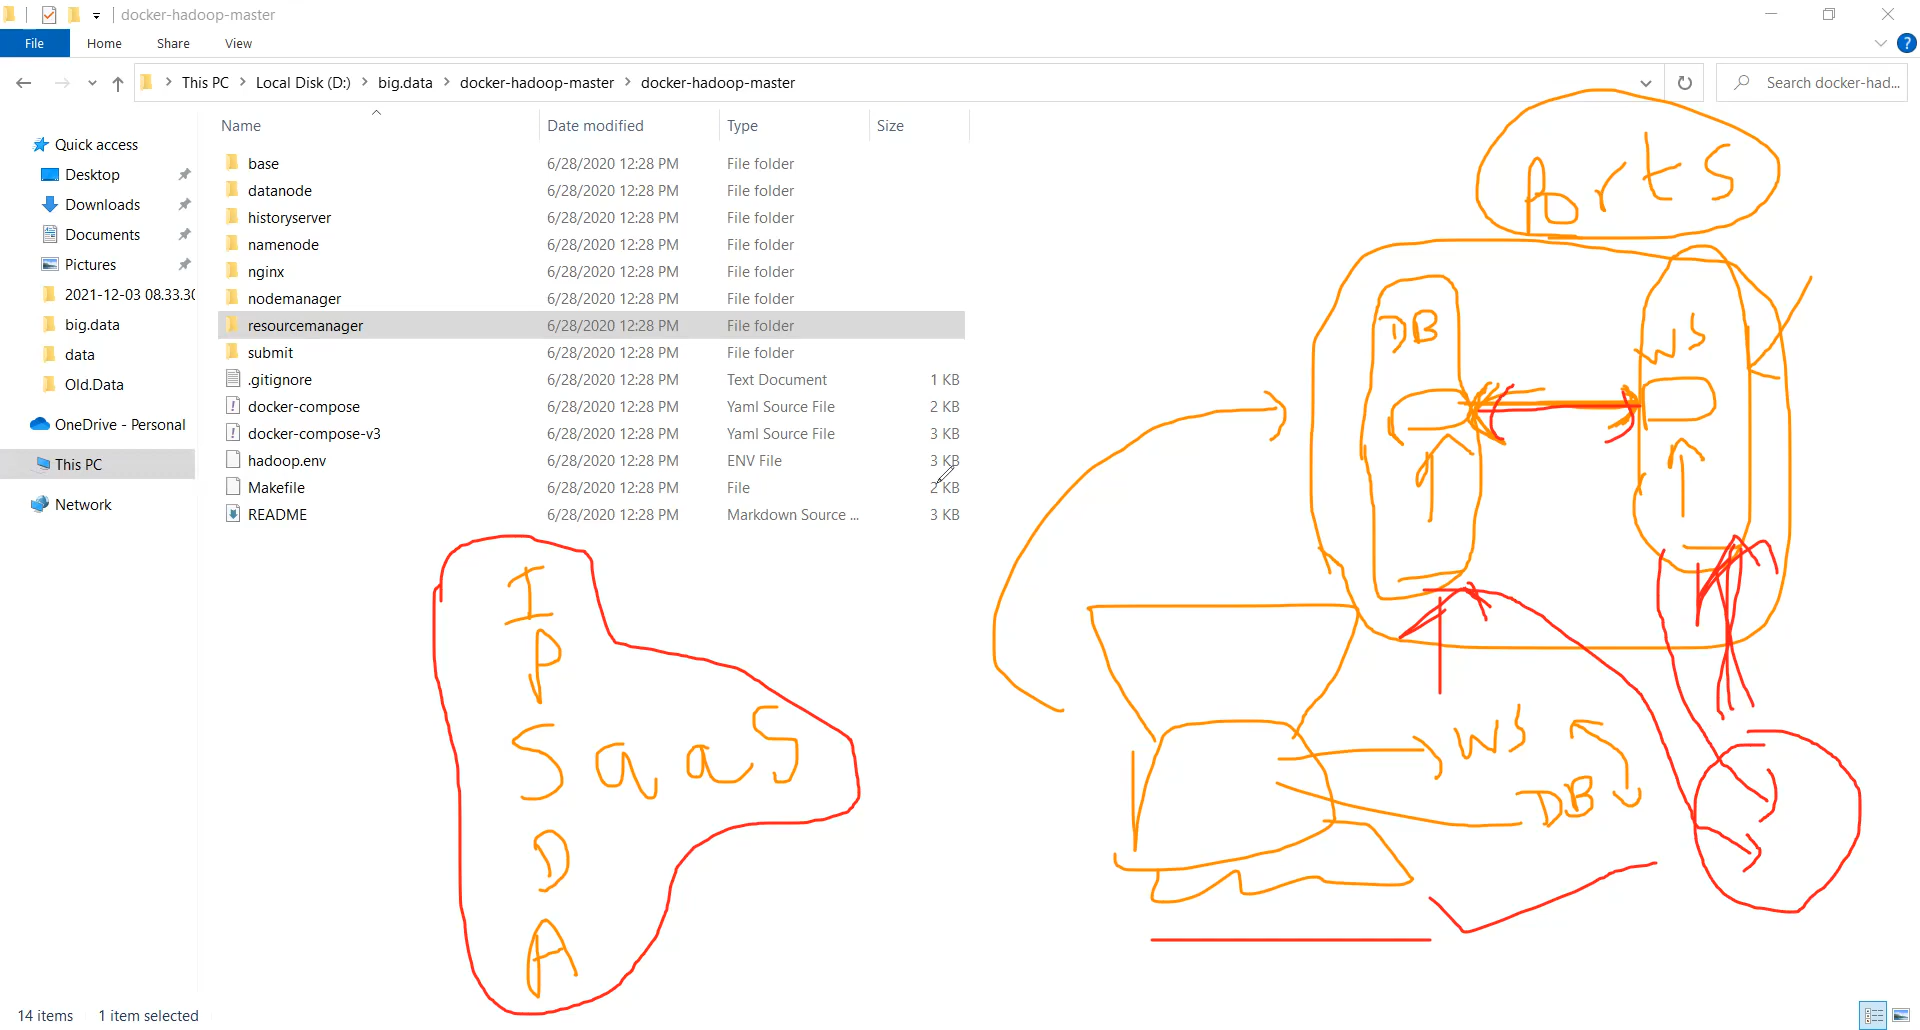 docker-hadoop-master
File Home Share View
This PC Local Disk (D:) big.data docker-hadoop-master docker-hadoop-master
Search docker-had...
Name Date modified Type Size
Quick access
Desktop
Downloads
Documents
Pictures
2021-12-03 08.33.30
big.data
data
Old.Data
OneDrive - Personal
This PC
Network
base 6/28/2020 12:28 PM File folder
datanode 6/28/2020 12:28 PM File folder
historyserver 6/28/2020 12:28 PM File folder
namenode 6/28/2020 12:28 PM File folder
nginx 6/28/2020 12:28 PM File folder
nodemanager 6/28/2020 12:28 PM File folder
resourcemanager 6/28/2020 12:28 PM File folder
submit 6/28/2020 12:28 PM File folder
.gitignore 6/28/2020 12:28 PM Text Document 1 KB
docker-compose 6/28/2020 12:28 PM Yaml Source File 2 KB
docker-compose-v3 6/28/2020 12:28 PM Yaml Source File 3 KB
hadoop.env 6/28/2020 12:28 PM ENV File 3 KB
Makefile 6/28/2020 12:28 PM File 2 KB
README 6/28/2020 12:28 PM Markdown Source ... 3 KB
Ports
DB
WS
I
P
SaaS
D
A
WS
DB
14 items 1 item selected